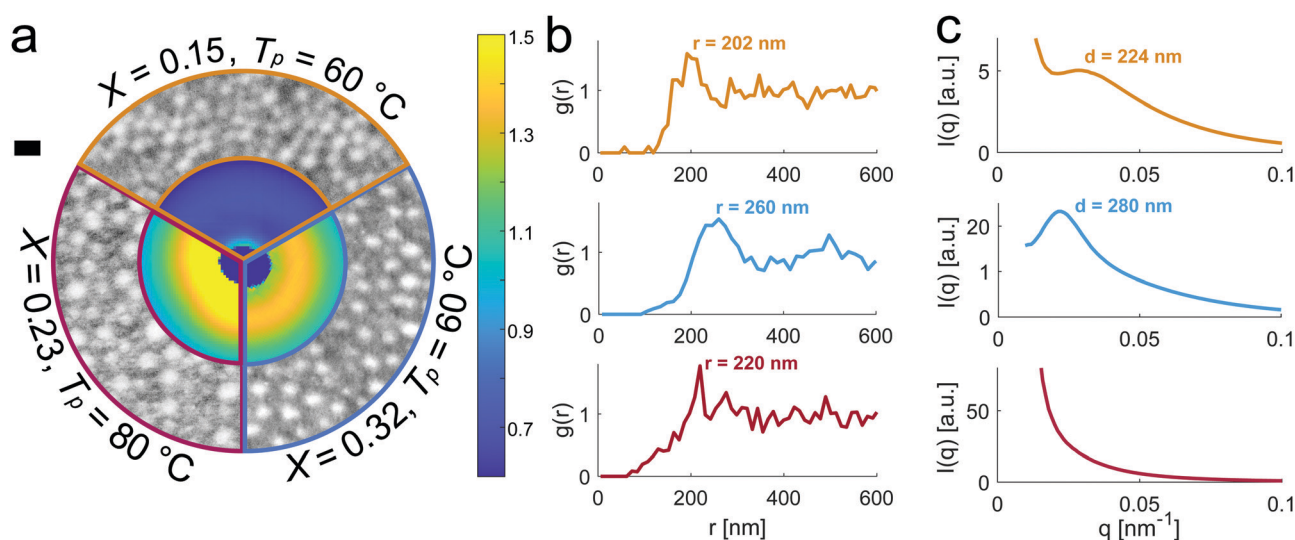 a
X = 0.15, Tp = 60 °C
X = 0.23, Tp = 80 °C
X = 0.32, Tp = 60 °C
1.5
1.3
1.1
0.9
0.7
b
r = 202 nm
g(r)
1
0
0
200
400
600
r = 260 nm
g(r)
1
0
0
200
400
600
r = 220 nm
g(r)
1
0
0
200
400
600
r [nm]
c
d = 224 nm
I(q) [a.u.]
5
0
0
0.05
0.1
d = 280 nm
I(q) [a.u.]
20
1
0
0
0.05
0.1
I(q) [a.u.]
50
0
0
0.05
0.1
q [nm⁻¹]